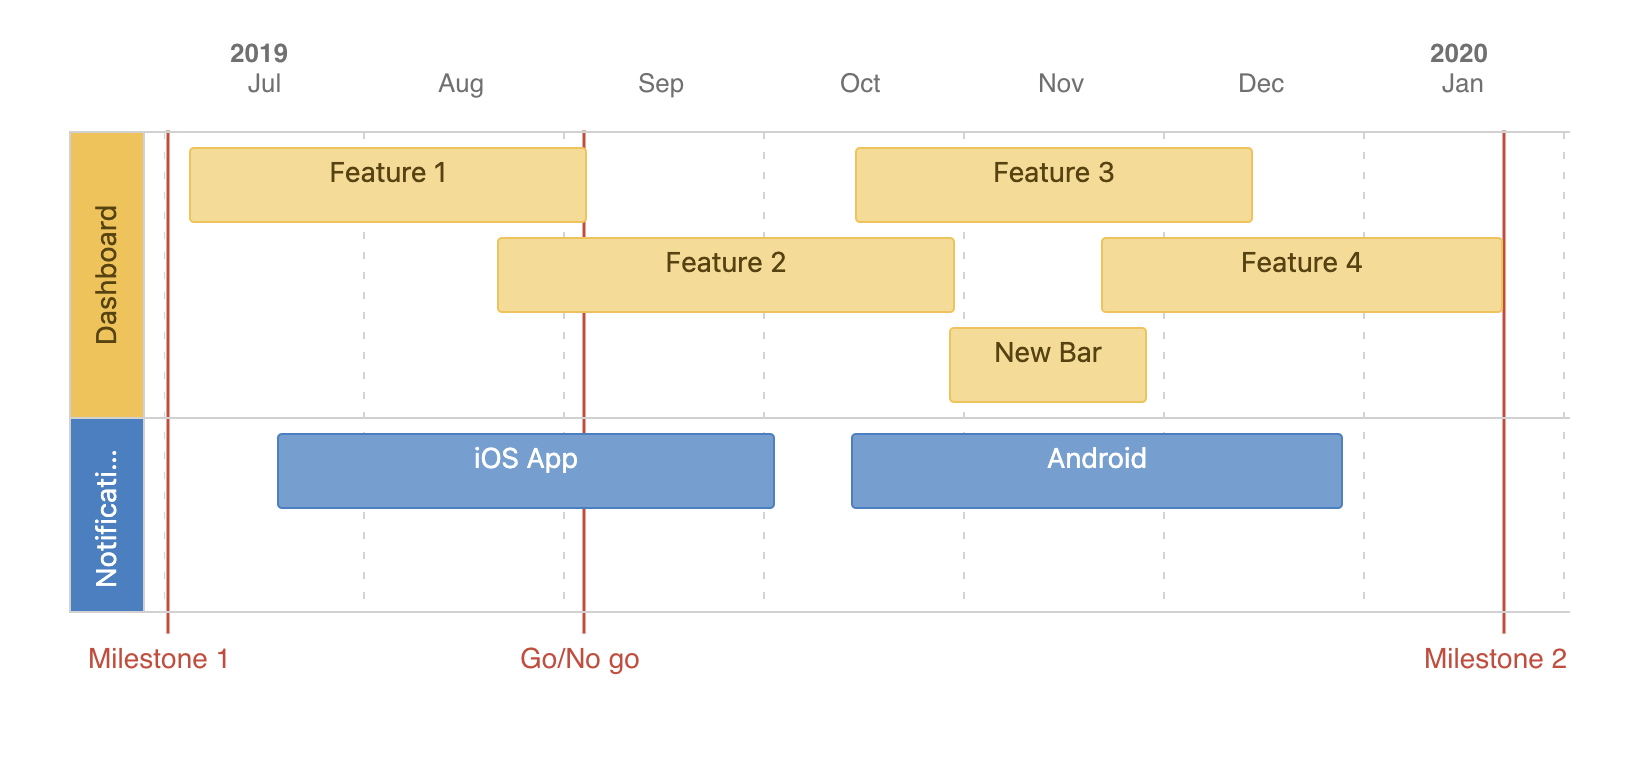 2019
2020
Jul
Aug
Sep
Oct
Nov
Dec
Jan
Dashboard
Feature 1
Feature 3
Feature 2
Feature 4
New Bar
Notificati...
iOS App
Android
Milestone 1
Go/No go
Milestone 2